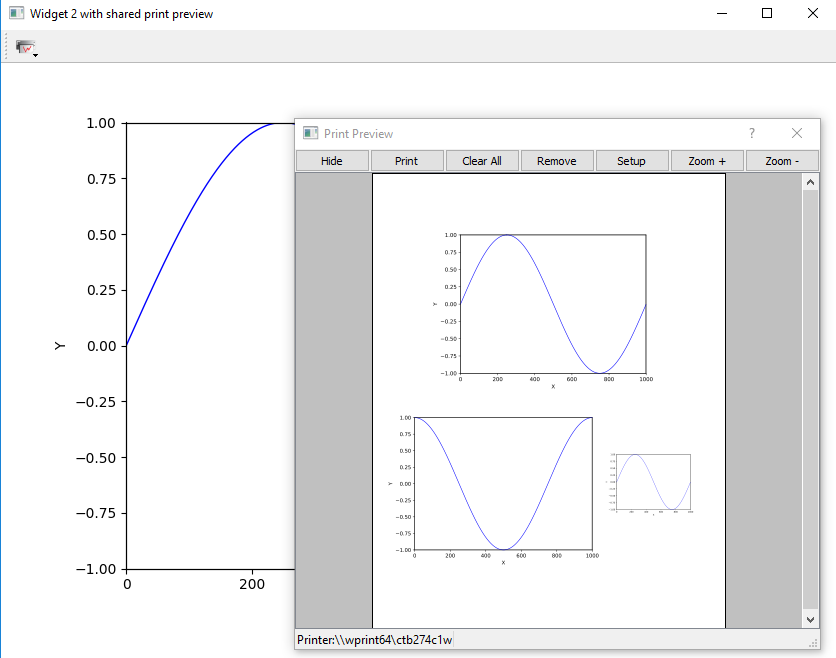 Widget 2 with shared print preview
Print Preview
?
Hide Print Clear All Remove Setup Zoom + Zoom -
1.00
0.75
0.50
0.25
0.00
−0.25
−0.50
−0.75
−1.00
Y
0 200
1.00
0.75
0.50
0.25
0.00
−0.25
−0.50
−0.75
−1.00
Y
0 200 400 600 800 1000
X
1.00
0.75
0.50
0.25
0.00
−0.25
−0.50
−0.75
−1.00
Y
0 200 400 600 800 1000
X
Printer:\\wprint64\ctb274c1w